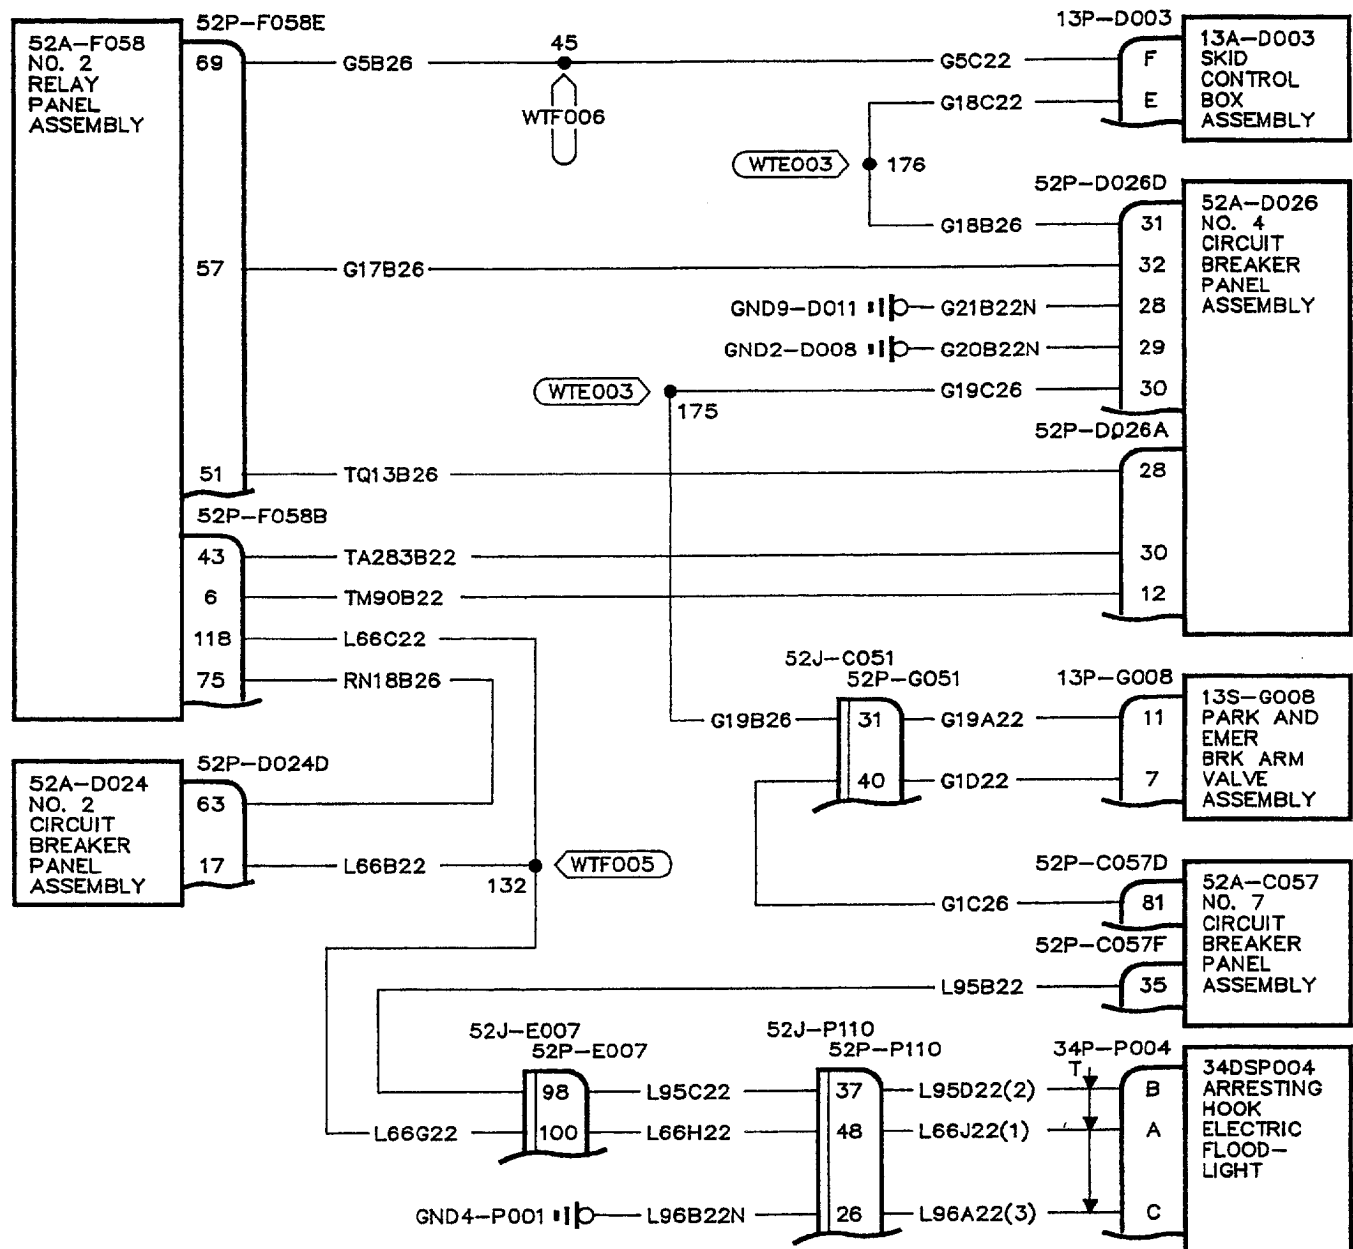 52P-F058E
52A-F058
NO. 2
RELAY
PANEL
ASSEMBLY
69
G5B26
45
WTF006
G5C22
13P-D003
F
E
13A-D003
SKID
CONTROL
BOX
ASSEMBLY
G18C22
WTE003
176
G18B26
52P-D026D
31
32
28
29
30
52A-D026
NO. 4
CIRCUIT
BREAKER
PANEL
ASSEMBLY
57
G17B26
GND9-D011
G21B22N
GND2-D008
G20B22N
WTE003
175
G19C26
52P-D026A
51
TQ13B26
28
52P-F058B
43
TA283B22
30
6
TM90B22
12
118
L66C22
75
RN18B26
52J-C051
52P-G051
13P-G008
G19B26
31
G19A22
11
40
G1D22
7
13S-G008
PARK AND
EMER
BRK ARM
VALVE
ASSEMBLY
52P-D024D
52A-D024
NO. 2
CIRCUIT
BREAKER
PANEL
ASSEMBLY
63
17
L66B22
132
WTF005
52P-C057D
G1C26
81
52P-C057F
L95B22
35
52A-C057
NO. 7
CIRCUIT
BREAKER
PANEL
ASSEMBLY
52J-E007
52P-E007
52J-P110
52P-P110
34P-P004
T
98
L95C22
37
L95D22(2)
B
L66G22
100
L66H22
48
L66J22(1)
A
GND4-P001
L96B22N
26
L96A22(3)
C
34DSP004
ARRESTING
HOOK
ELECTRIC
FLOOD-
LIGHT